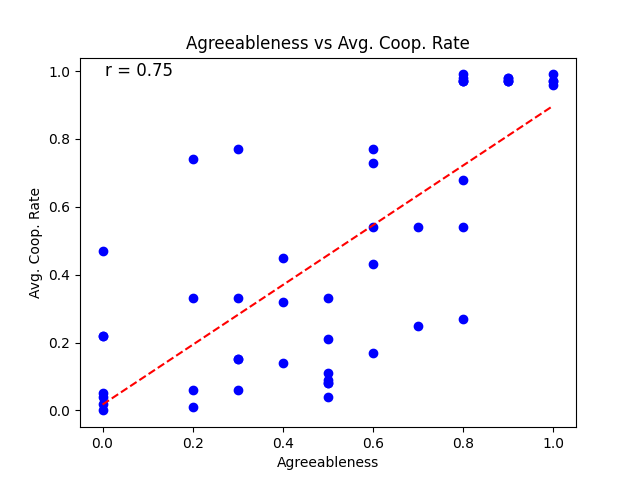 Agreeableness vs Avg. Coop. Rate
r = 0.75
1.0
0.8
0.6
0.4
0.2
0.0
Avg. Coop. Rate
0.0 0.2 0.4 0.6 0.8 1.0
Agreeableness